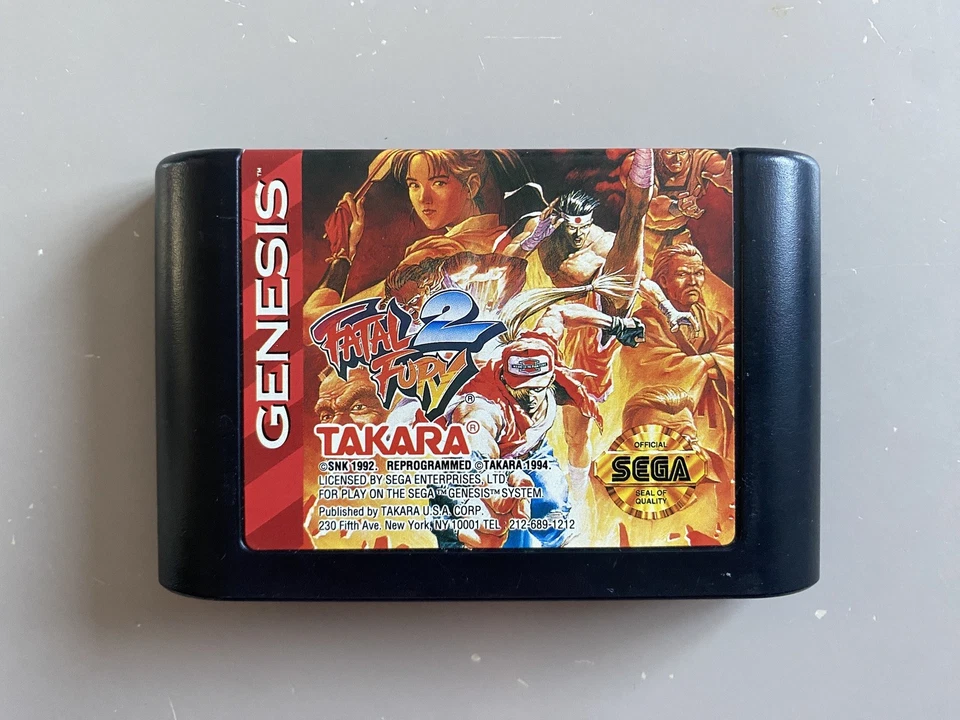 GENESIS™
FATAL
FURY 2®
TAKARA®
©SNK 1992. REPROGRAMMED ©TAKARA 1994.
LICENSED BY SEGA ENTERPRISES, LTD.
FOR PLAY ON THE SEGA™ GENESIS™ SYSTEM.
Published by TAKARA U.S.A. CORP.
230 Fifth Ave. New York, NY 10001 TEL 212-689-1212
OFFICIAL
SEGA
SEAL OF
QUALITY